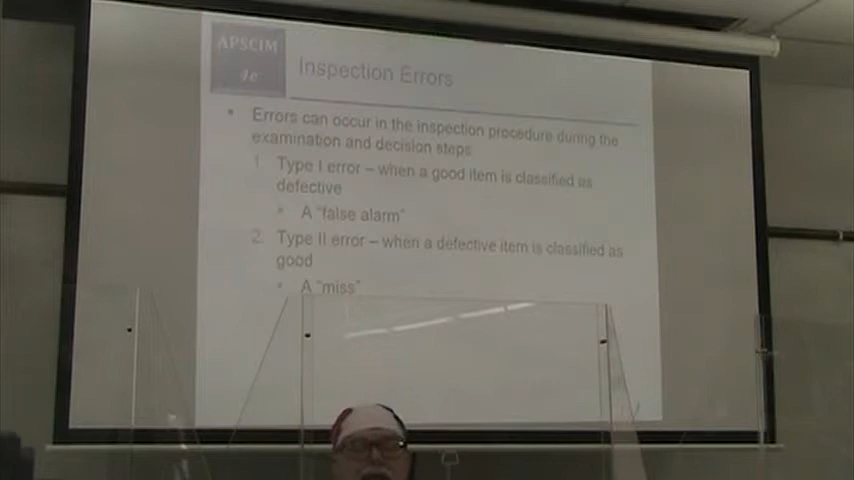 APSCIM
4e
Inspection Errors
• Errors can occur in the inspection procedure during the
examination and decision steps
1. Type I error – when a good item is classified as
defective
• A "false alarm"
2. Type II error – when a defective item is classified as
good
• A "miss"